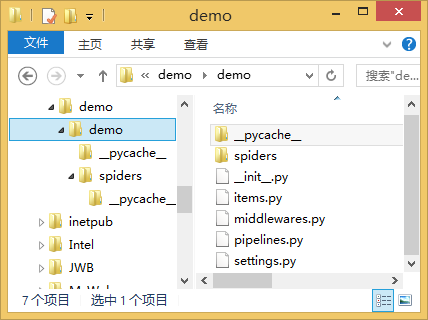 demo
文件 主页 共享 查看
« demo demo 搜索"de...
demo
demo
__pycache__
spiders
__pycache__
inetpub
Intel
JWB
名称
__pycache__
spiders
__init__.py
items.py
middlewares.py
pipelines.py
settings.py
7 个项目 选中 1 个项目